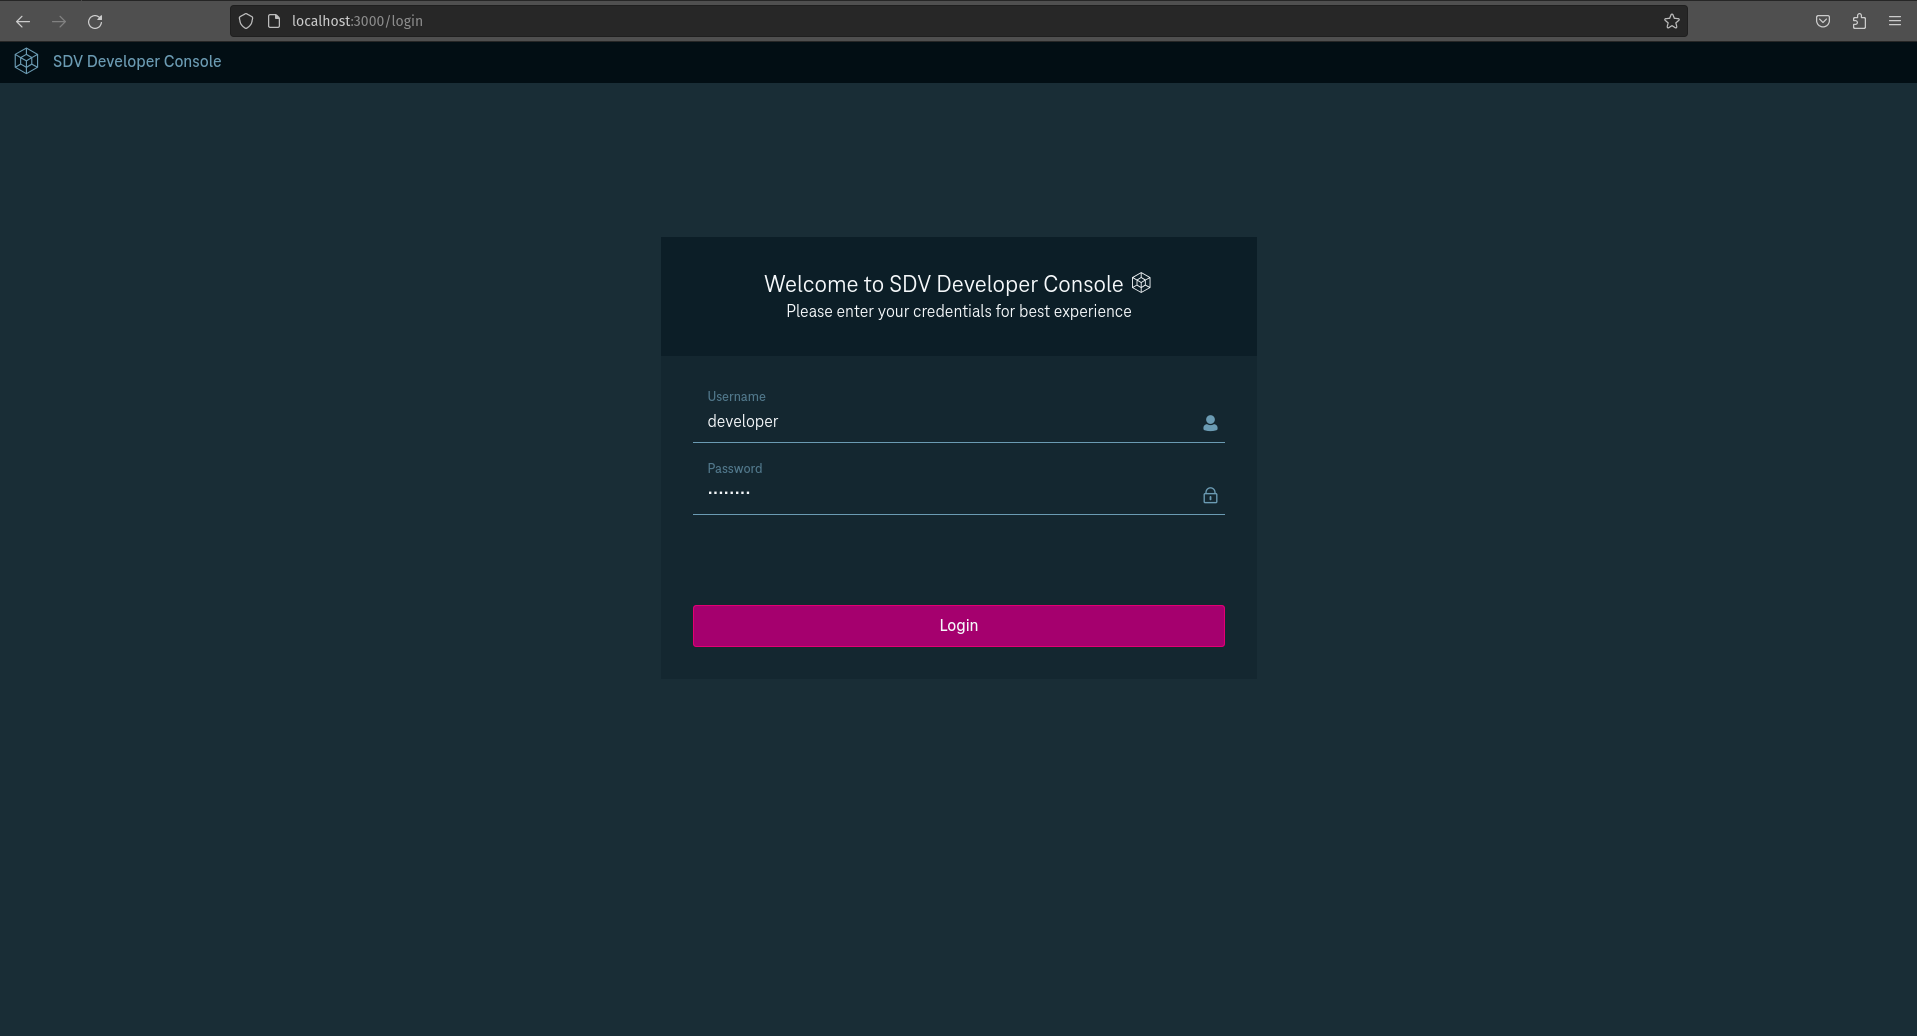 localhost:3000/login
SDV Developer Console
Welcome to SDV Developer Console
Please enter your credentials for best experience
Username
developer
Password
••••••••
Login